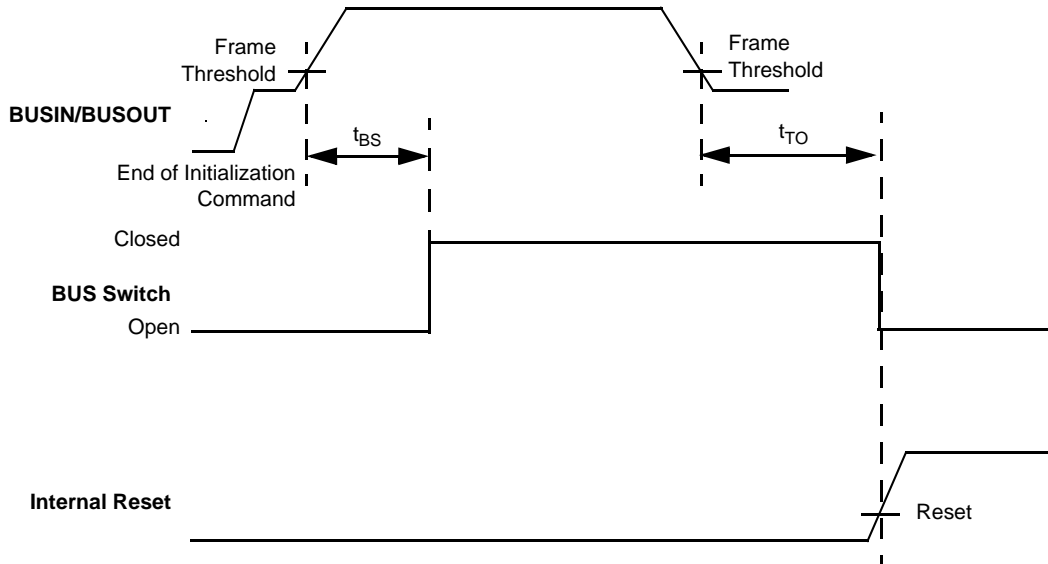 Frame
Threshold
Frame
Threshold
BUSIN/BUSOUT
tBS
tTO
End of Initialization
Command
Closed
BUS Switch
Open
Internal Reset
Reset